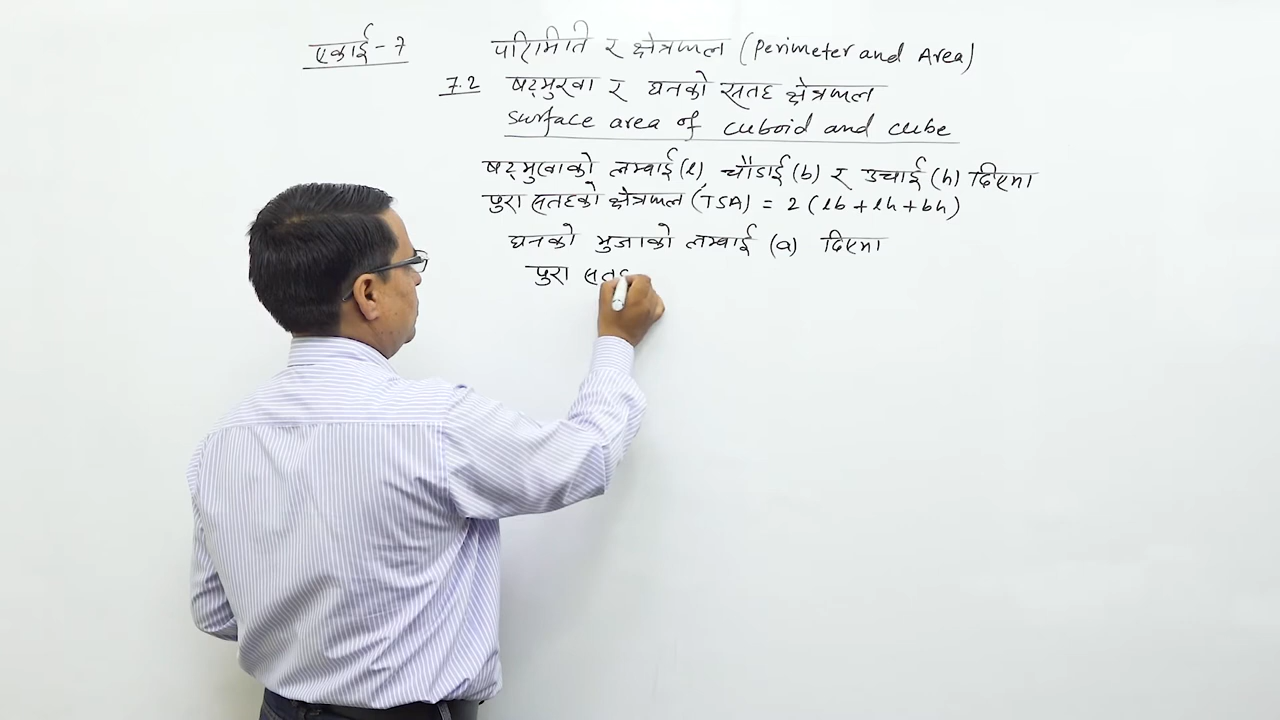 एकाई - 7
परिमिति र क्षेत्रफल (Perimeter and Area)
7.2 षट्मुखा र घनको सतह क्षेत्रफल
surface area of cuboid and cube
षट्मुखाको लम्बाई (l) चौडाई (b) र उचाई (h) दिएमा
पुरा सतहको क्षेत्रफल (TSA) = 2 (lb + lh + bh)
घनको भुजाको लम्बाई (a) दिएमा
पुरा सतह